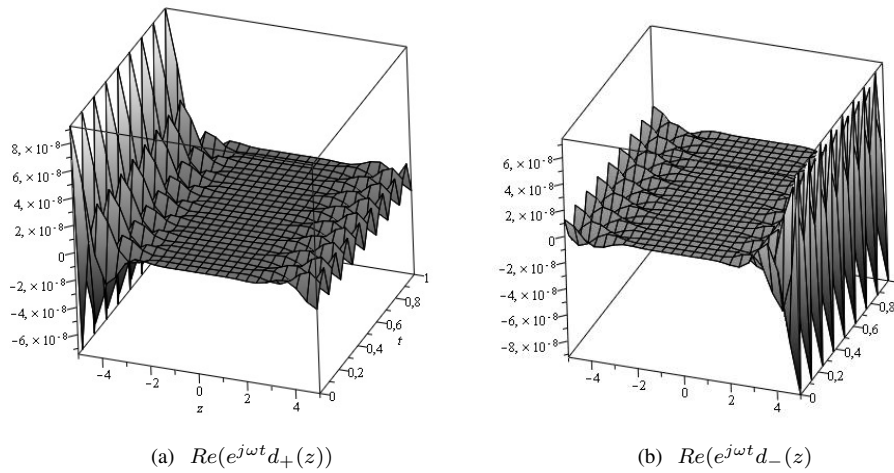 8, × 10⁻⁸
6, × 10⁻⁸
4, × 10⁻⁸
2, × 10⁻⁸
0
−2, × 10⁻⁸
−4, × 10⁻⁸
−6, × 10⁻⁸
−4
−2
0
2
4
z
0
0,2
0,4
0,6
0,8
1
t
(a) Re(e^{jωt}d₊(z))
6, × 10⁻⁸
4, × 10⁻⁸
2, × 10⁻⁸
0
−2, × 10⁻⁸
−4, × 10⁻⁸
−6, × 10⁻⁸
−8, × 10⁻⁸
−4
−2
0
2
4
0
0,2
0,4
0,6
0,8
(b) Re(e^{jωt}d₋(z)